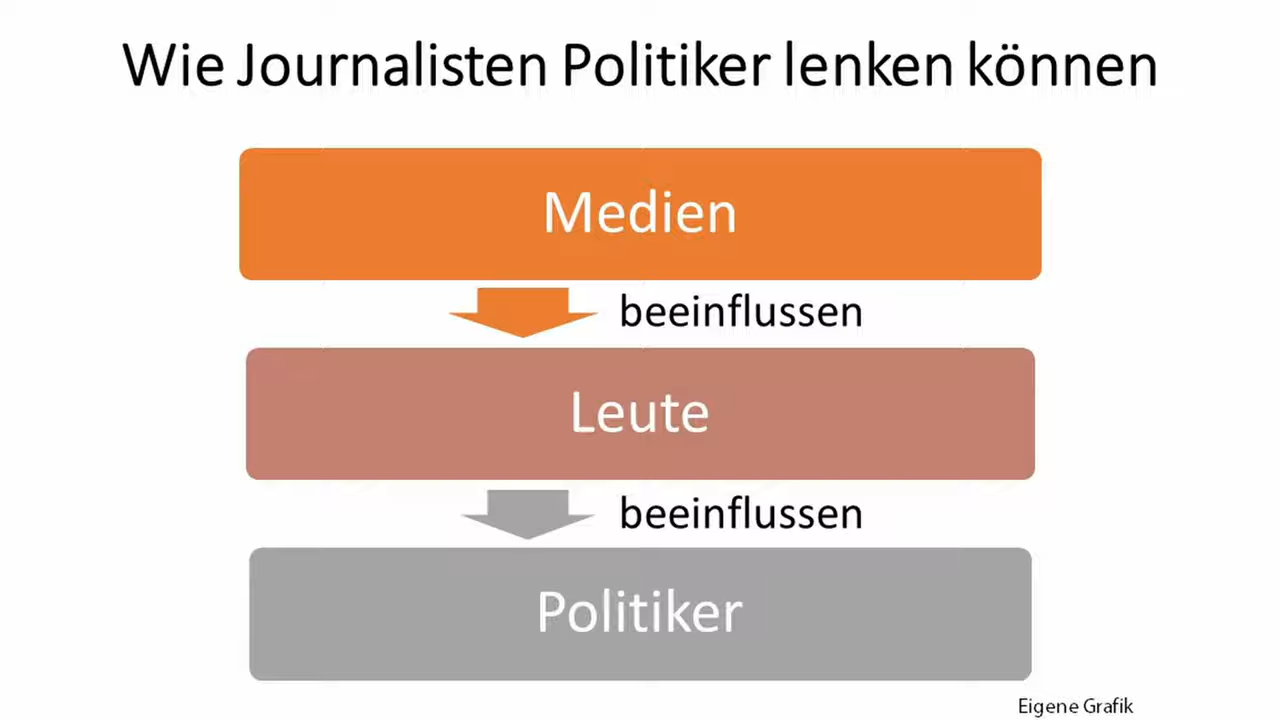 Wie Journalisten Politiker lenken können
Medien
beeinflussen
Leute
beeinflussen
Politiker
Eigene Grafik